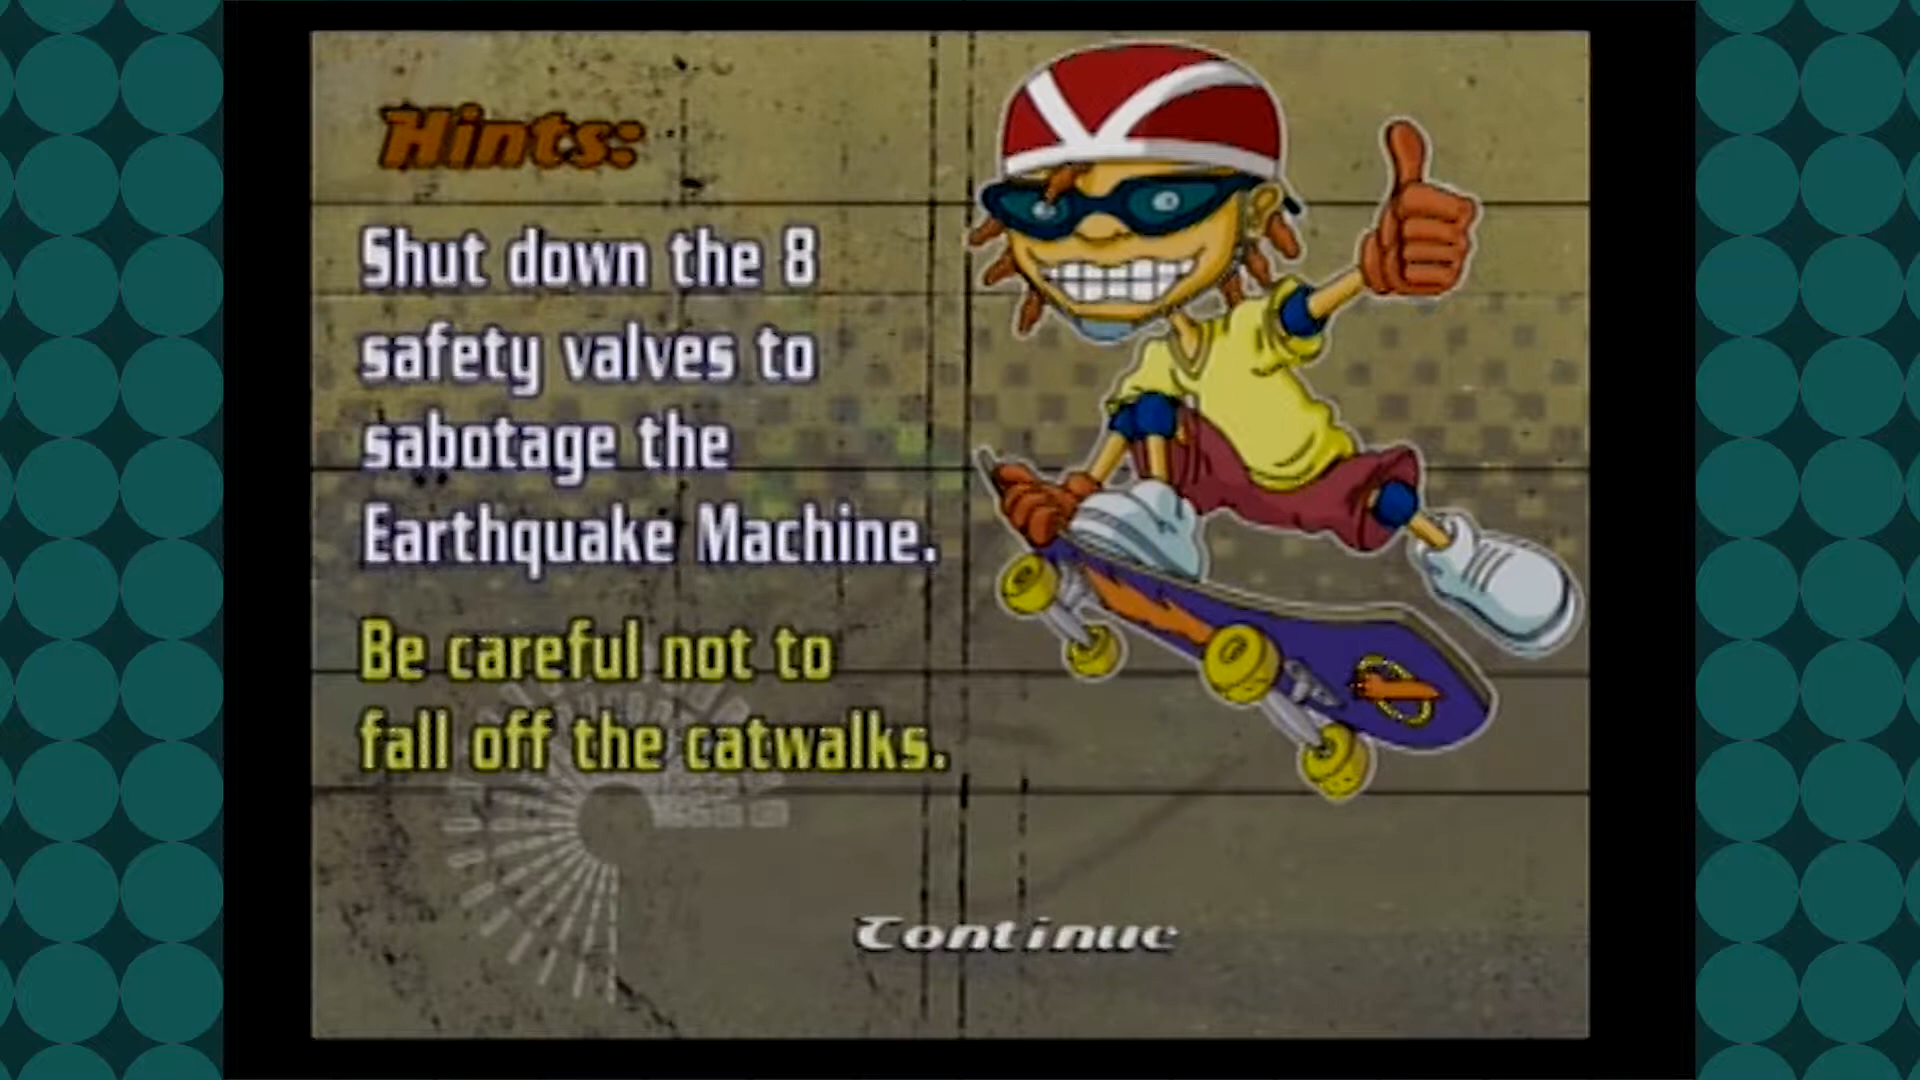 Hints:
Shut down the 8
safety valves to
sabotage the
Earthquake Machine.
Be careful not to
fall off the catwalks.
Continue